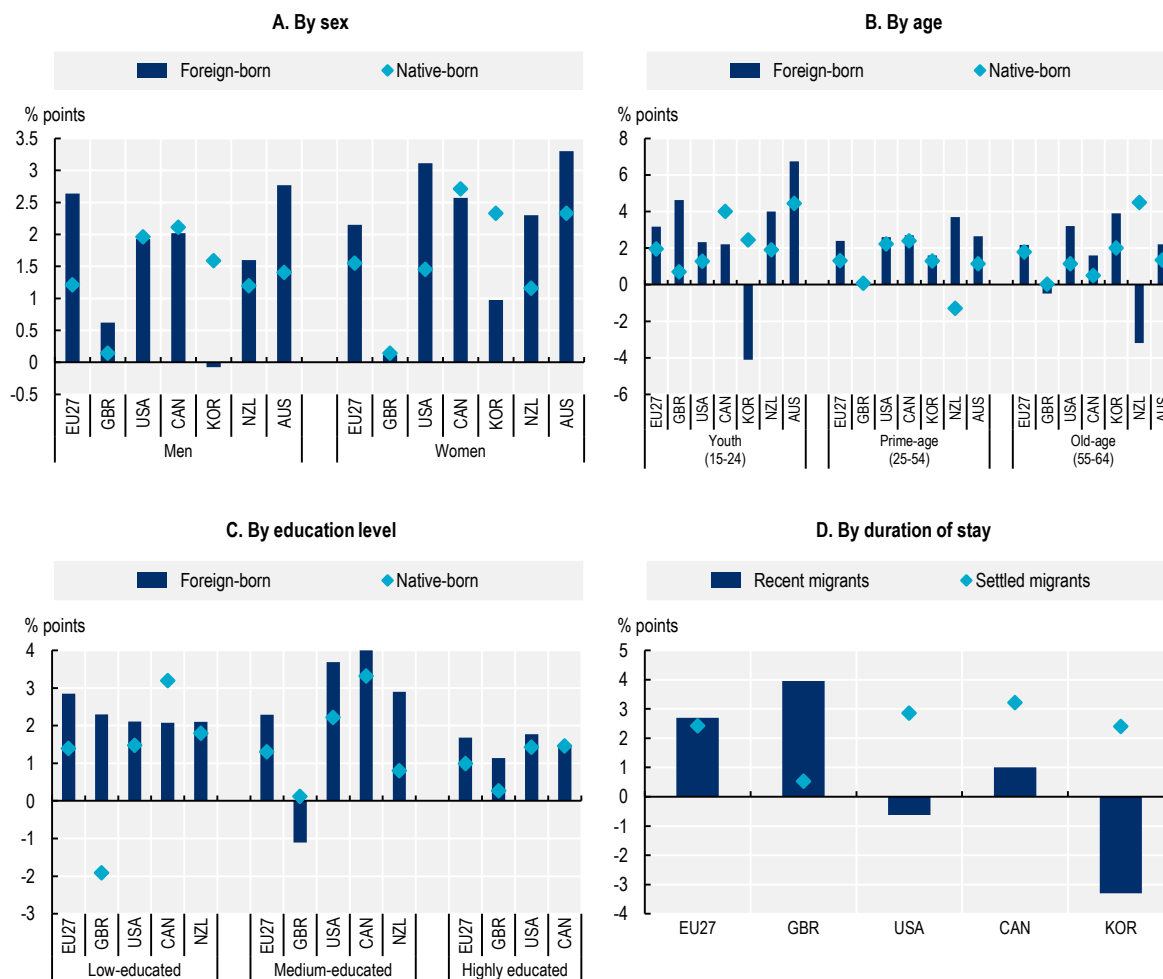 A. By sex
Foreign-born Native-born
% points
3.5
3
2.5
2
1.5
1
0.5
0
-0.5
EU27 GBR USA CAN KOR NZL AUS EU27 GBR USA CAN KOR NZL AUS
Men Women
B. By age
Foreign-born Native-born
% points
8
6
4
2
0
-2
-4
-6
EU27 GBR USA CAN KOR NZL AUS EU27 GBR USA CAN KOR NZL AUS EU27 GBR USA CAN KOR NZL AUS
Youth Prime-age Old-age
(15-24) (25-54) (55-64)
C. By education level
Foreign-born Native-born
% points
4
3
2
1
0
-1
-2
-3
EU27 GBR USA CAN NZL EU27 GBR USA CAN NZL EU27 GBR USA CAN
Low-educated Medium-educated Highly educated
D. By duration of stay
Recent migrants Settled migrants
% points
5
4
3
2
1
0
-1
-2
-3
-4
EU27 GBR USA CAN KOR